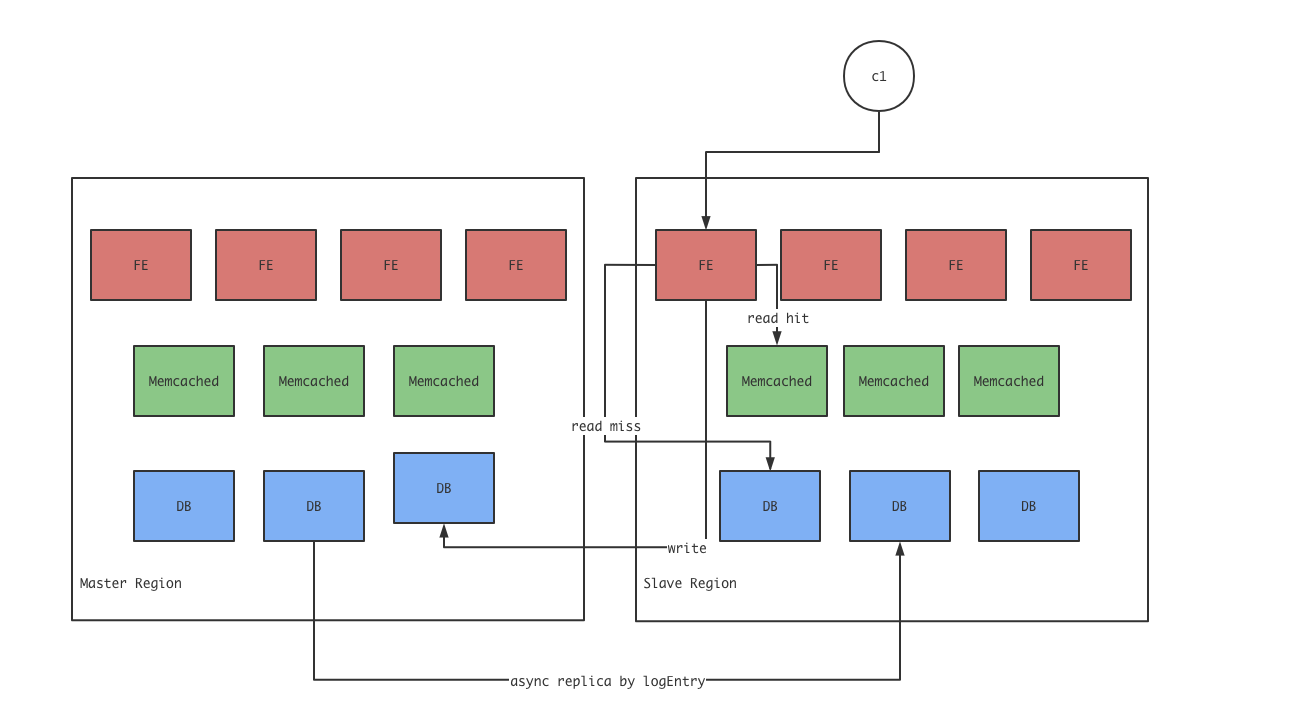 c1
FE
FE
FE
FE
FE
FE
FE
FE
read hit
Memcached
Memcached
Memcached
Memcached
Memcached
Memcached
read miss
DB
DB
DB
DB
DB
DB
write
Master Region
Slave Region
async replica by logEntry